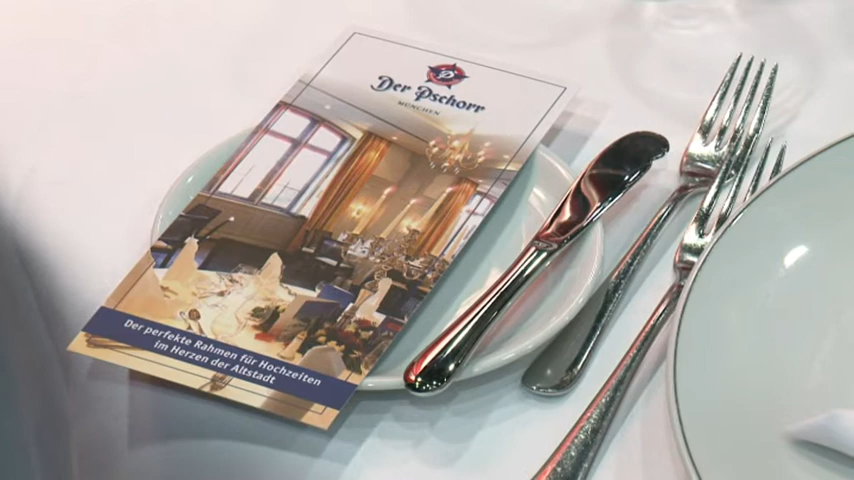 P
Der Pschorr
MÜNCHEN
Der perfekte Rahmen für Hochzeiten
im Herzen der Altstadt